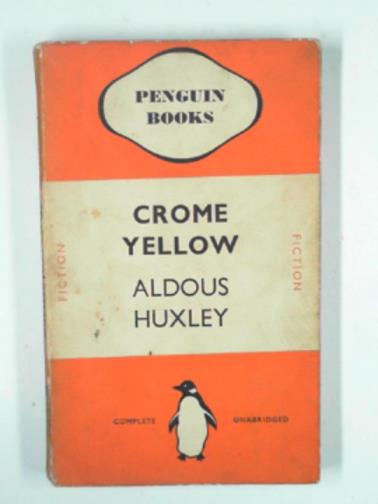 PENGUIN
BOOKS
CROME
YELLOW
ALDOUS
HUXLEY
FICTION
FICTION
COMPLETE UNABRIDGED